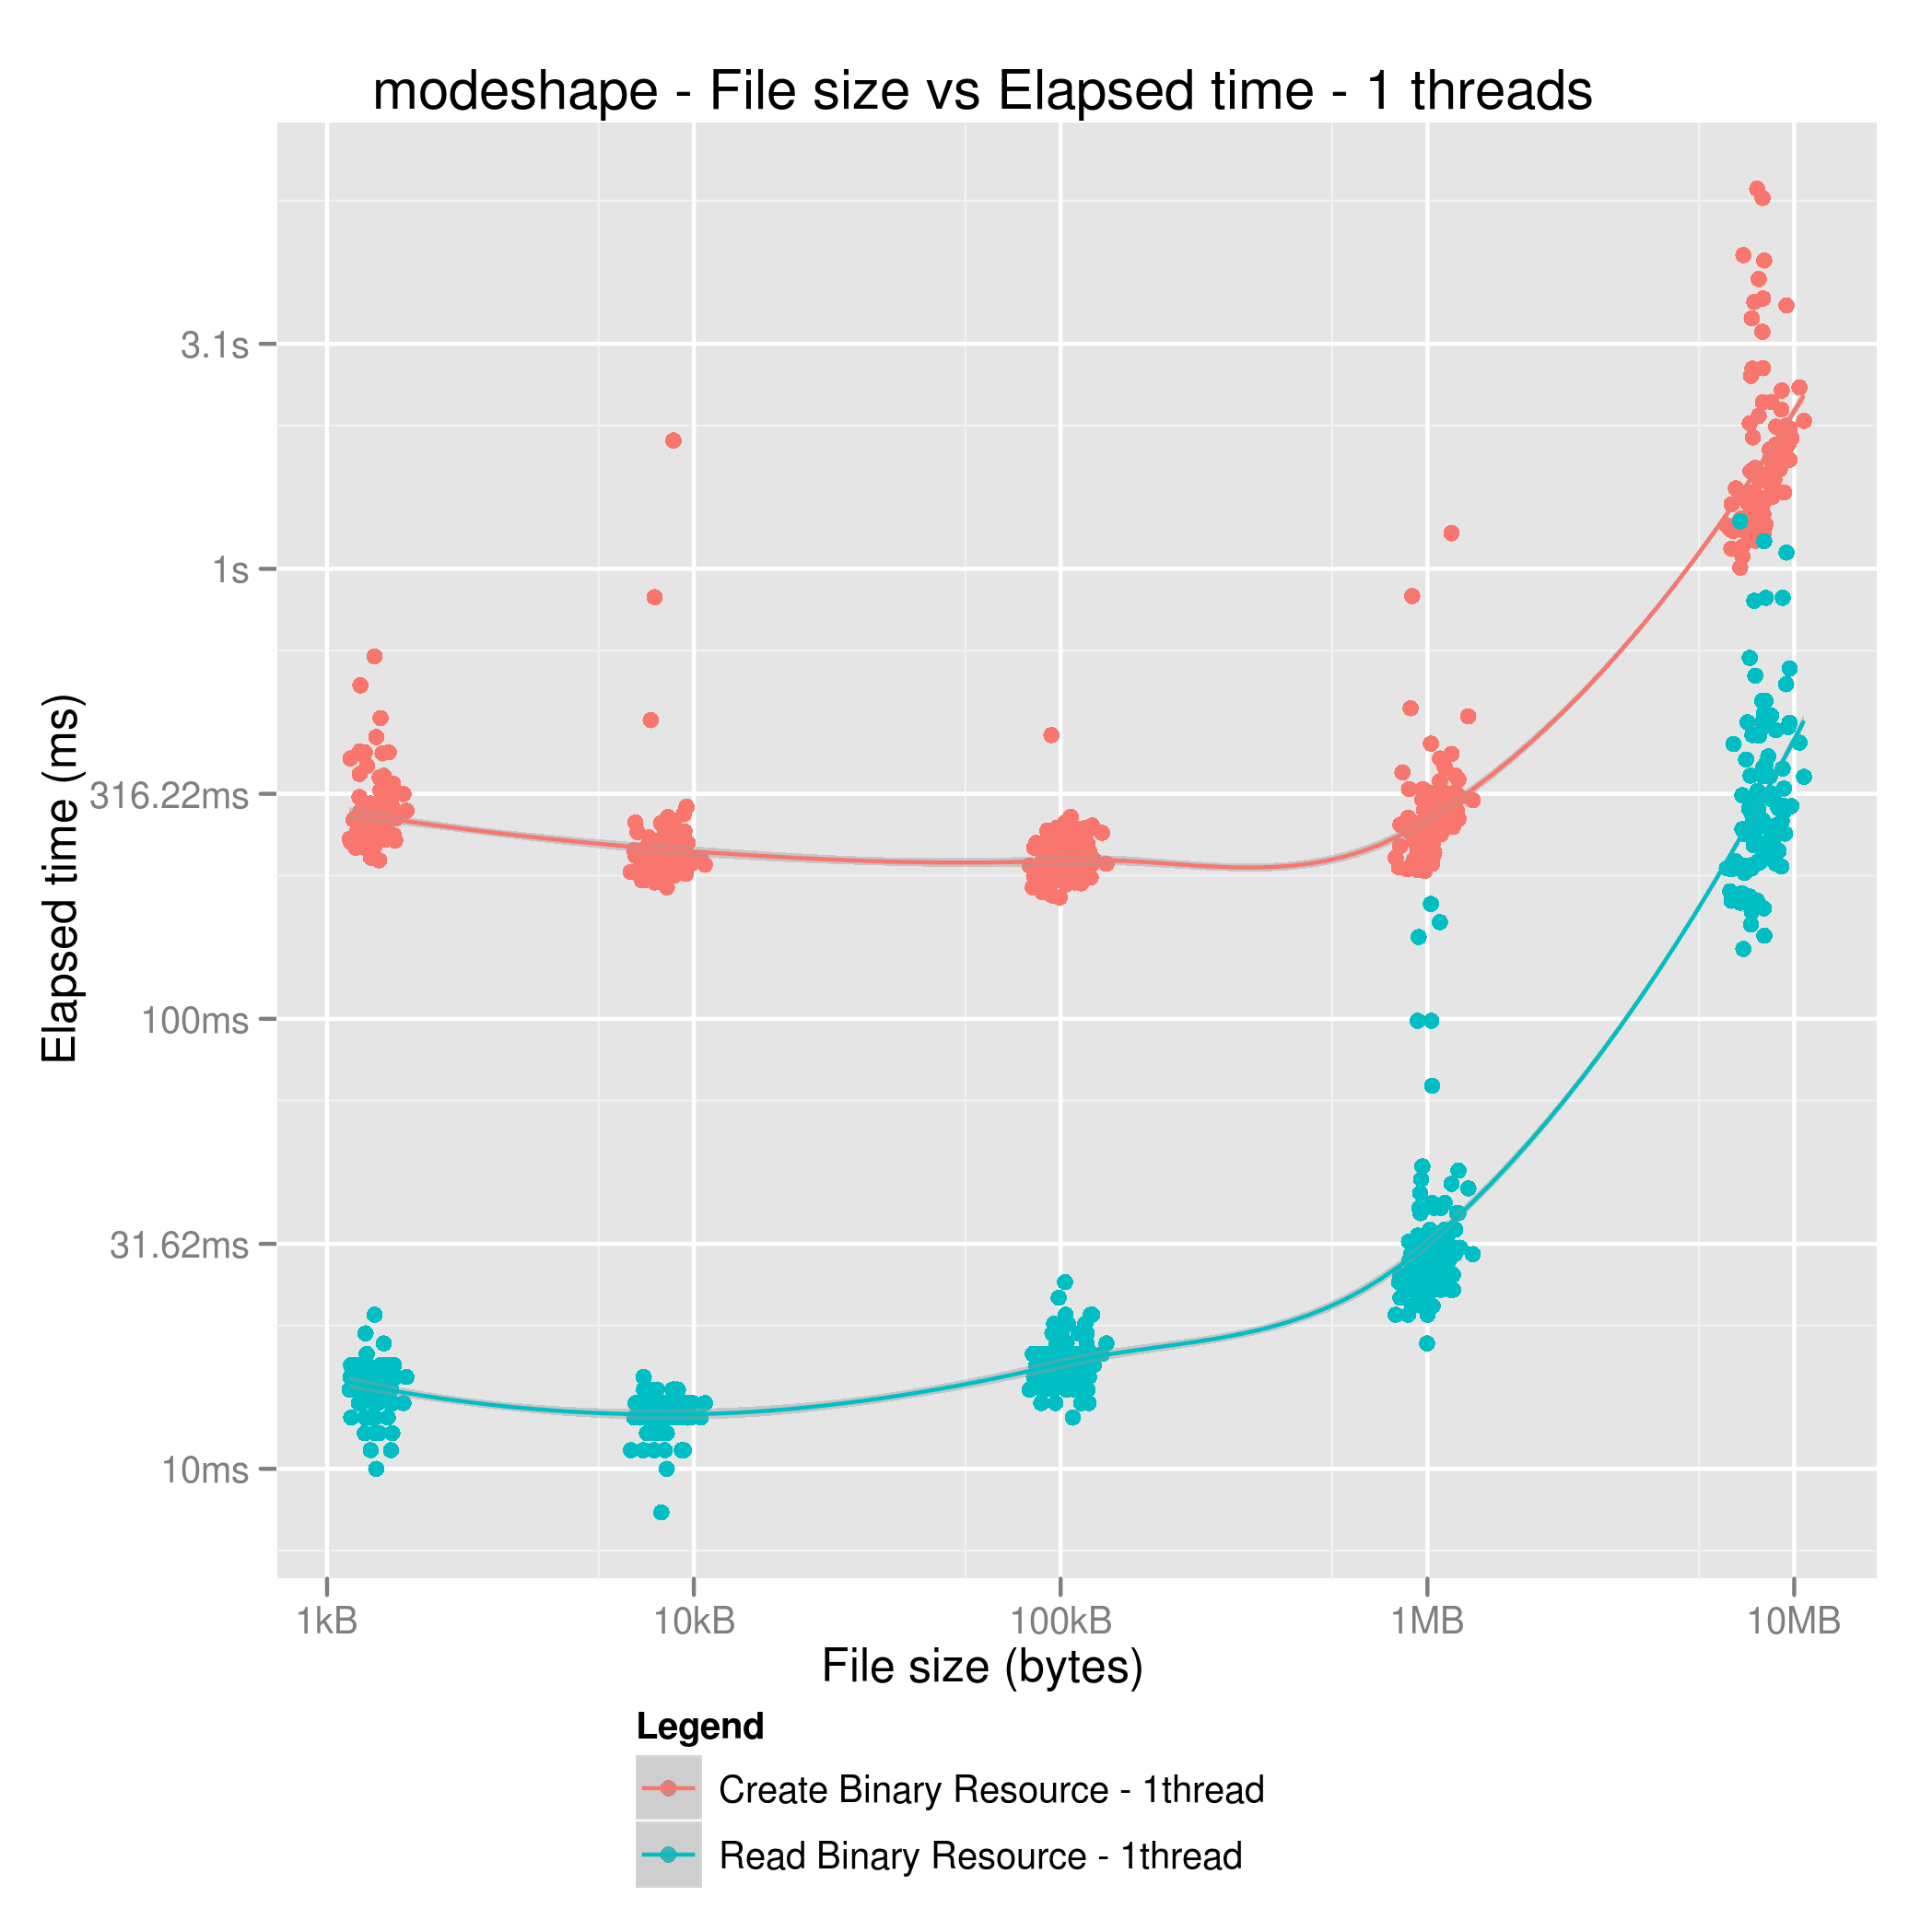 modeshape - File size vs Elapsed time - 1 threads
Elapsed time (ms)
3.1s
1s
316.22ms
100ms
31.62ms
10ms
1kB 10kB 100kB 1MB 10MB
File size (bytes)
Legend
Create Binary Resource - 1thread
Read Binary Resource - 1thread